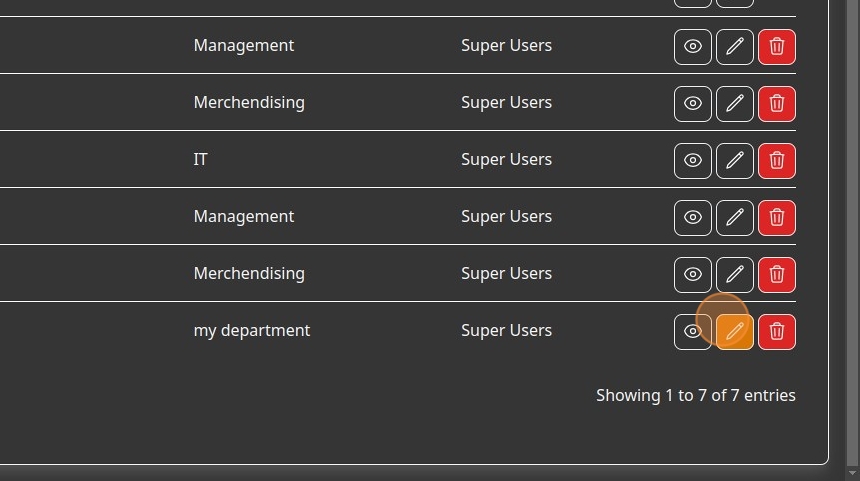 Management Super Users
Merchendising Super Users
IT Super Users
Management Super Users
Merchendising Super Users
my department Super Users
Showing 1 to 7 of 7 entries